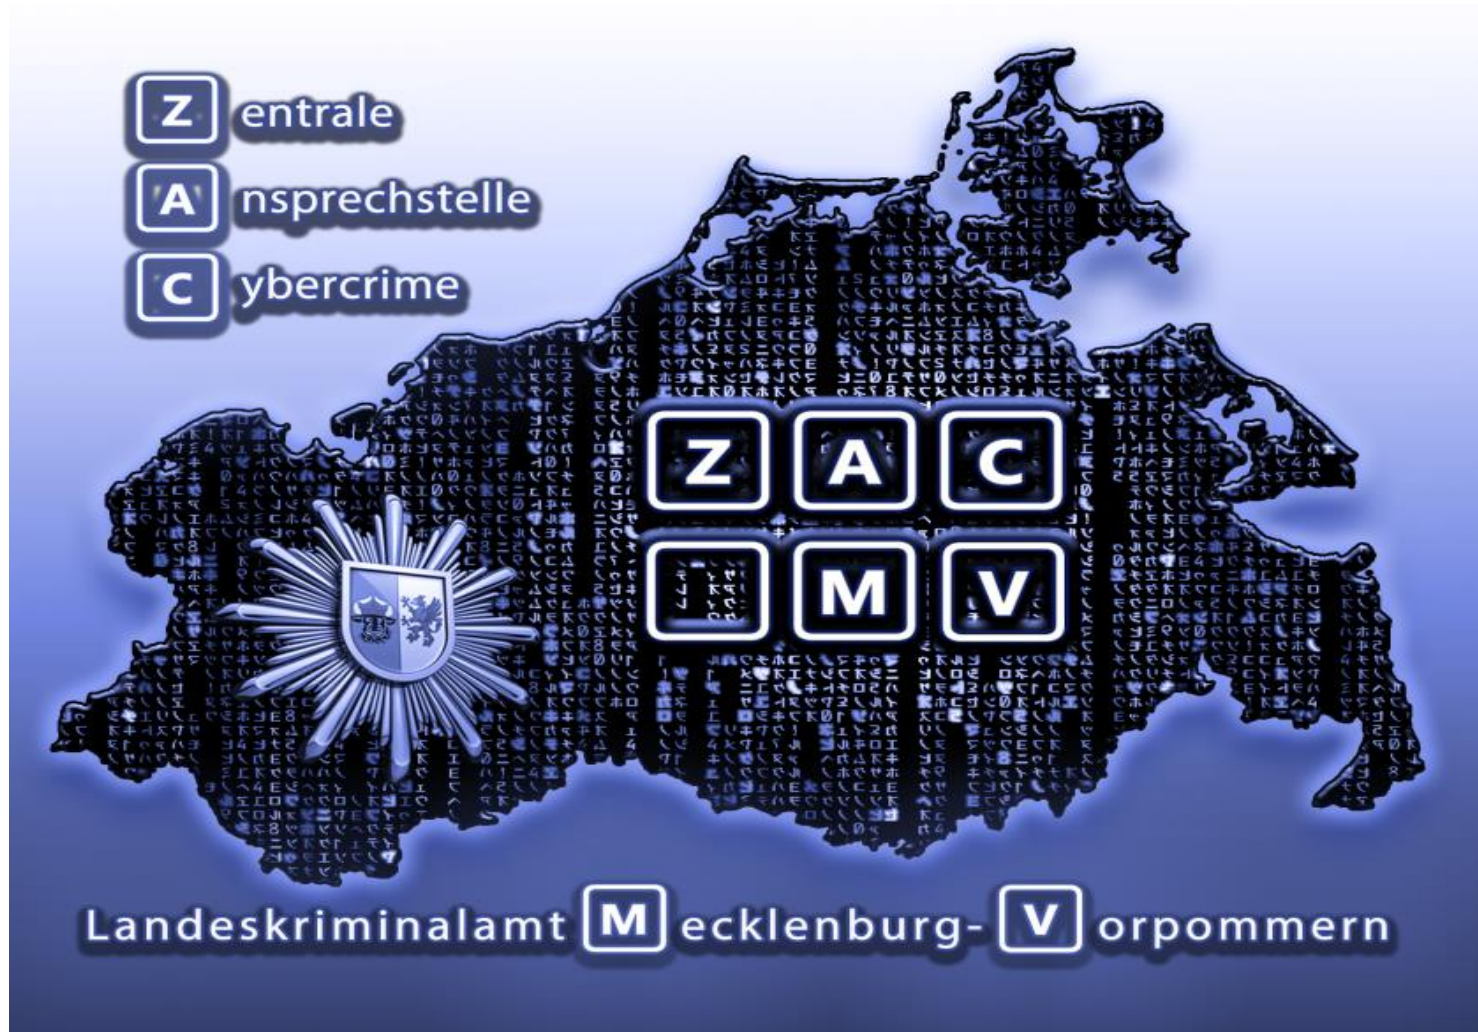 Zentrale
Ansprechstelle
Cybercrime
ZAC
MV
Landeskriminalamt Mecklenburg-Vorpommern